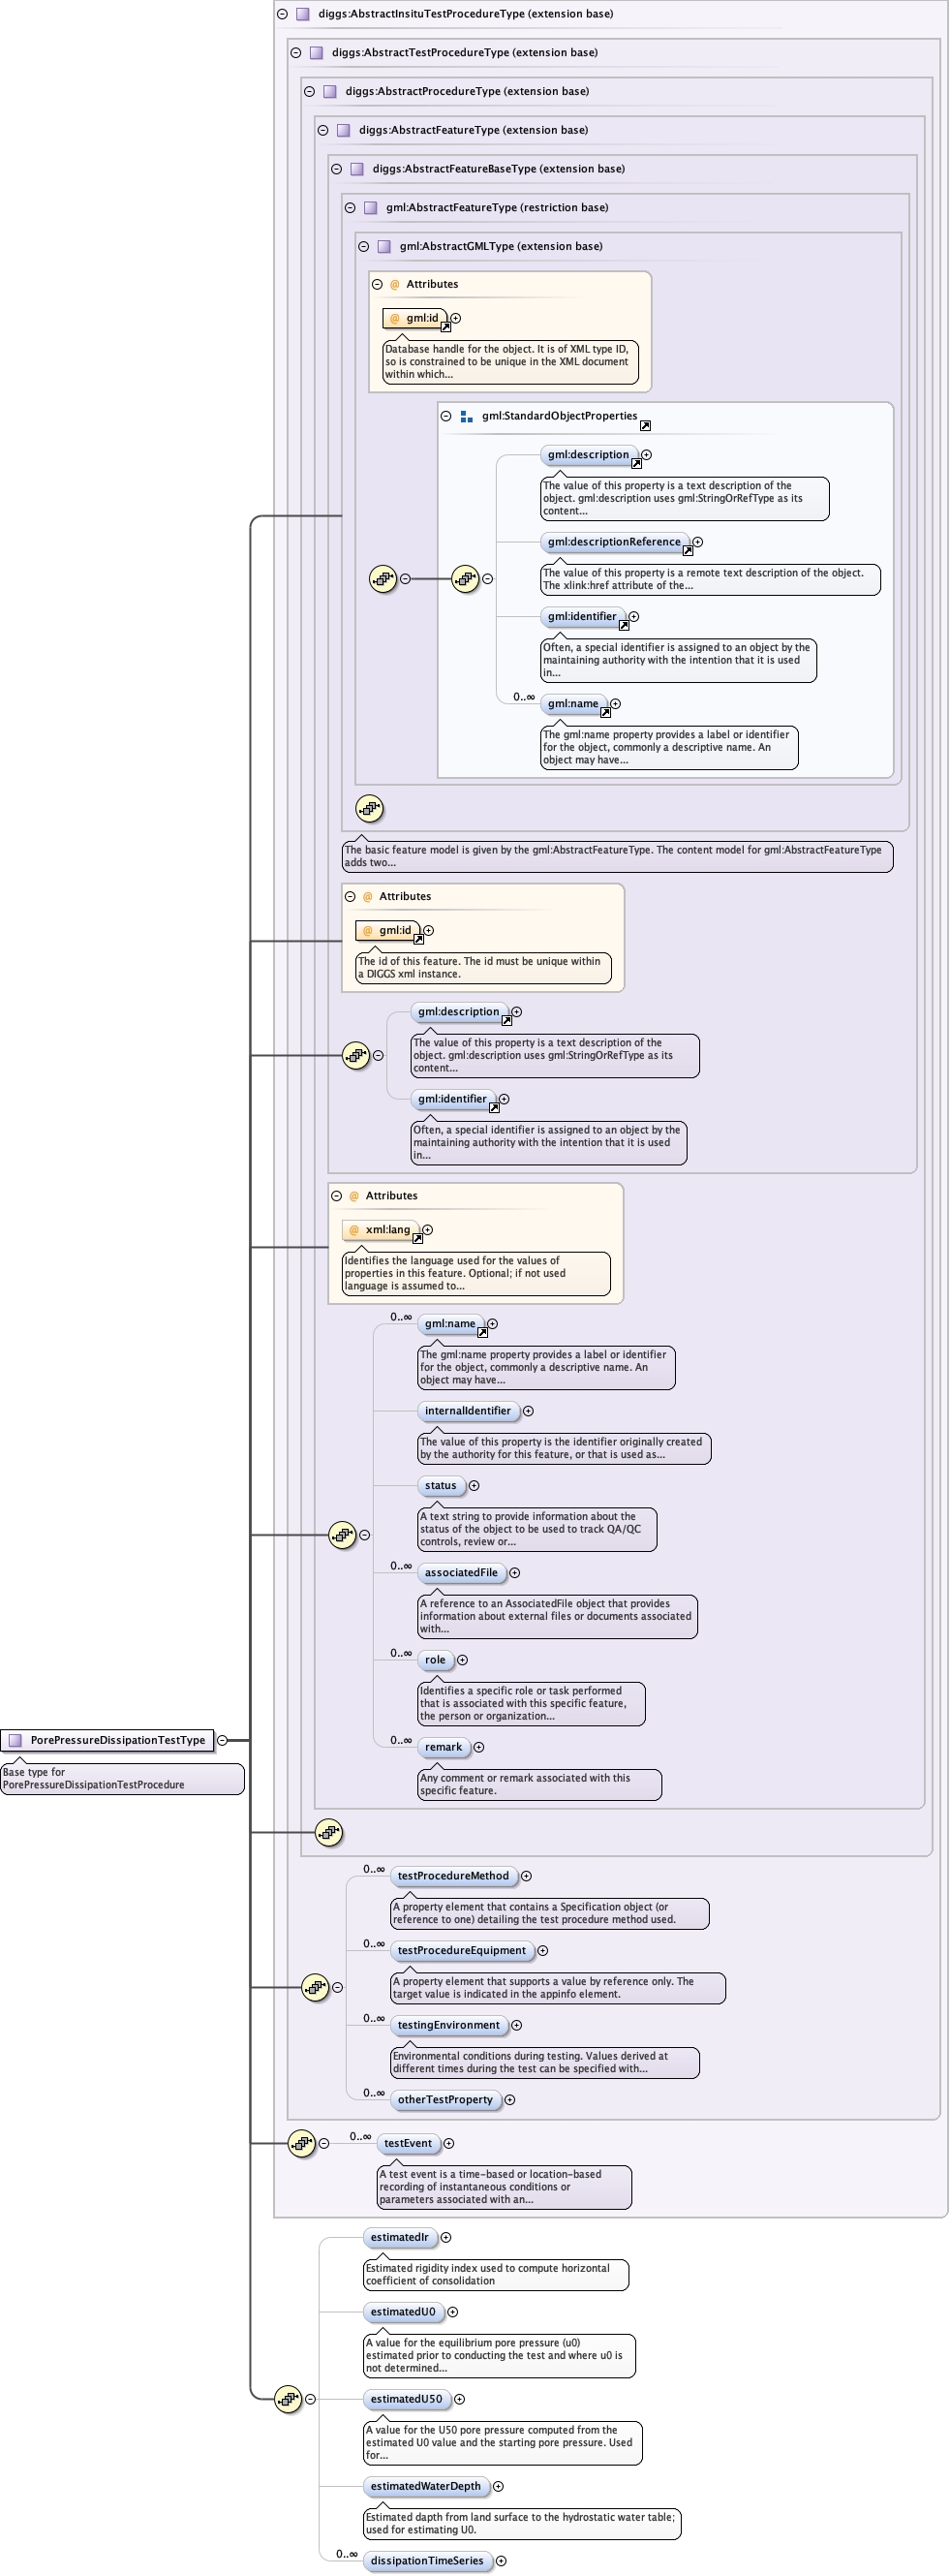 diggs:AbstractInsituTestProcedureType (extension base)
diggs:AbstractTestProcedureType (extension base)
diggs:AbstractProcedureType (extension base)
diggs:AbstractFeatureType (extension base)
diggs:AbstractFeatureBaseType (extension base)
gml:AbstractFeatureType (restriction base)
gml:AbstractGMLType (extension base)
@ Attributes
@ gml:id
Database handle for the object. It is of XML type ID,
so is constrained to be unique in the XML document
within which...
gml:StandardObjectProperties
gml:description
The value of this property is a text description of the
object. gml:description uses gml:StringOrRefType as its
content...
gml:descriptionReference
The value of this property is a remote text description of the object.
The xlink:href attribute of the...
gml:identifier
Often, a special identifier is assigned to an object by the
maintaining authority with the intention that it is used
in...
0..∞
gml:name
The gml:name property provides a label or identifier
for the object, commonly a descriptive name. An
object may have...
The basic feature model is given by the gml:AbstractFeatureType. The content model for gml:AbstractFeatureType
adds two...
@ Attributes
@ gml:id
The id of this feature. The id must be unique within
a DIGGS xml instance.
gml:description
The value of this property is a text description of the
object. gml:description uses gml:StringOrRefType as its
content...
gml:identifier
Often, a special identifier is assigned to an object by the
maintaining authority with the intention that it is used
in...
@ Attributes
@ xml:lang
Identifies the language used for the values of
properties in this feature. Optional; if not used
language is assumed to...
0..∞
gml:name
The gml:name property provides a label or identifier
for the object, commonly a descriptive name. An
object may have...
internalIdentifier
The value of this property is the identifier originally created
by the authority for this feature, or that is used as...
status
A text string to provide information about the
status of the object to be used to track QA/QC
controls, review or...
0..∞
associatedFile
A reference to an AssociatedFile object that provides
information about external files or documents associated
with...
0..∞
role
Identifies a specific role or task performed
that is associated with this specific feature,
the person or organization...
0..∞
remark
Any comment or remark associated with this
specific feature.
PorePressureDissipationTestType
Base type for
PorePressureDissipationTestProcedure
0..∞
testProcedureMethod
A property element that contains a Specification object (or
reference to one) detailing the test procedure method used.
0..∞
testProcedureEquipment
A property element that supports a value by reference only. The
target value is indicated in the appinfo element.
0..∞
testingEnvironment
Environmental conditions during testing. Values derived at
different times during the test can be specified with...
0..∞
otherTestProperty
0..∞
testEvent
A test event is a time-based or location-based
recording of instantaneous conditions or
parameters associated with an...
estimatedIr
Estimated rigidity index used to compute horizontal
coefficient of consolidation
estimatedU0
A value for the equilibrium pore pressure (u0)
estimated prior to conducting the test and where u0 is
not determined...
estimatedU50
A value for the U50 pore pressure computed from the
estimated U0 value and the starting pore pressure. Used
for...
estimatedWaterDepth
Estimated dapth from land surface to the hydrostatic water table;
used for estimating U0.
0..∞
dissipationTimeSeries